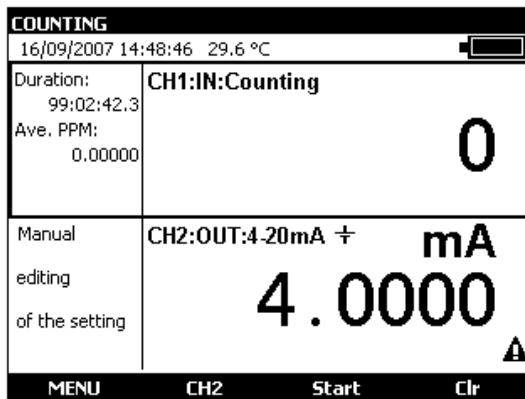 COUNTING
16/09/2007 14:48:46 29.6 °C
Duration:
99:02:42.3
Ave. PPM:
0.00000
CH1:IN:Counting
0
Manual
editing
of the setting
CH2:OUT:4-20mA
mA
4.0000
MENU CH2 Start Clr